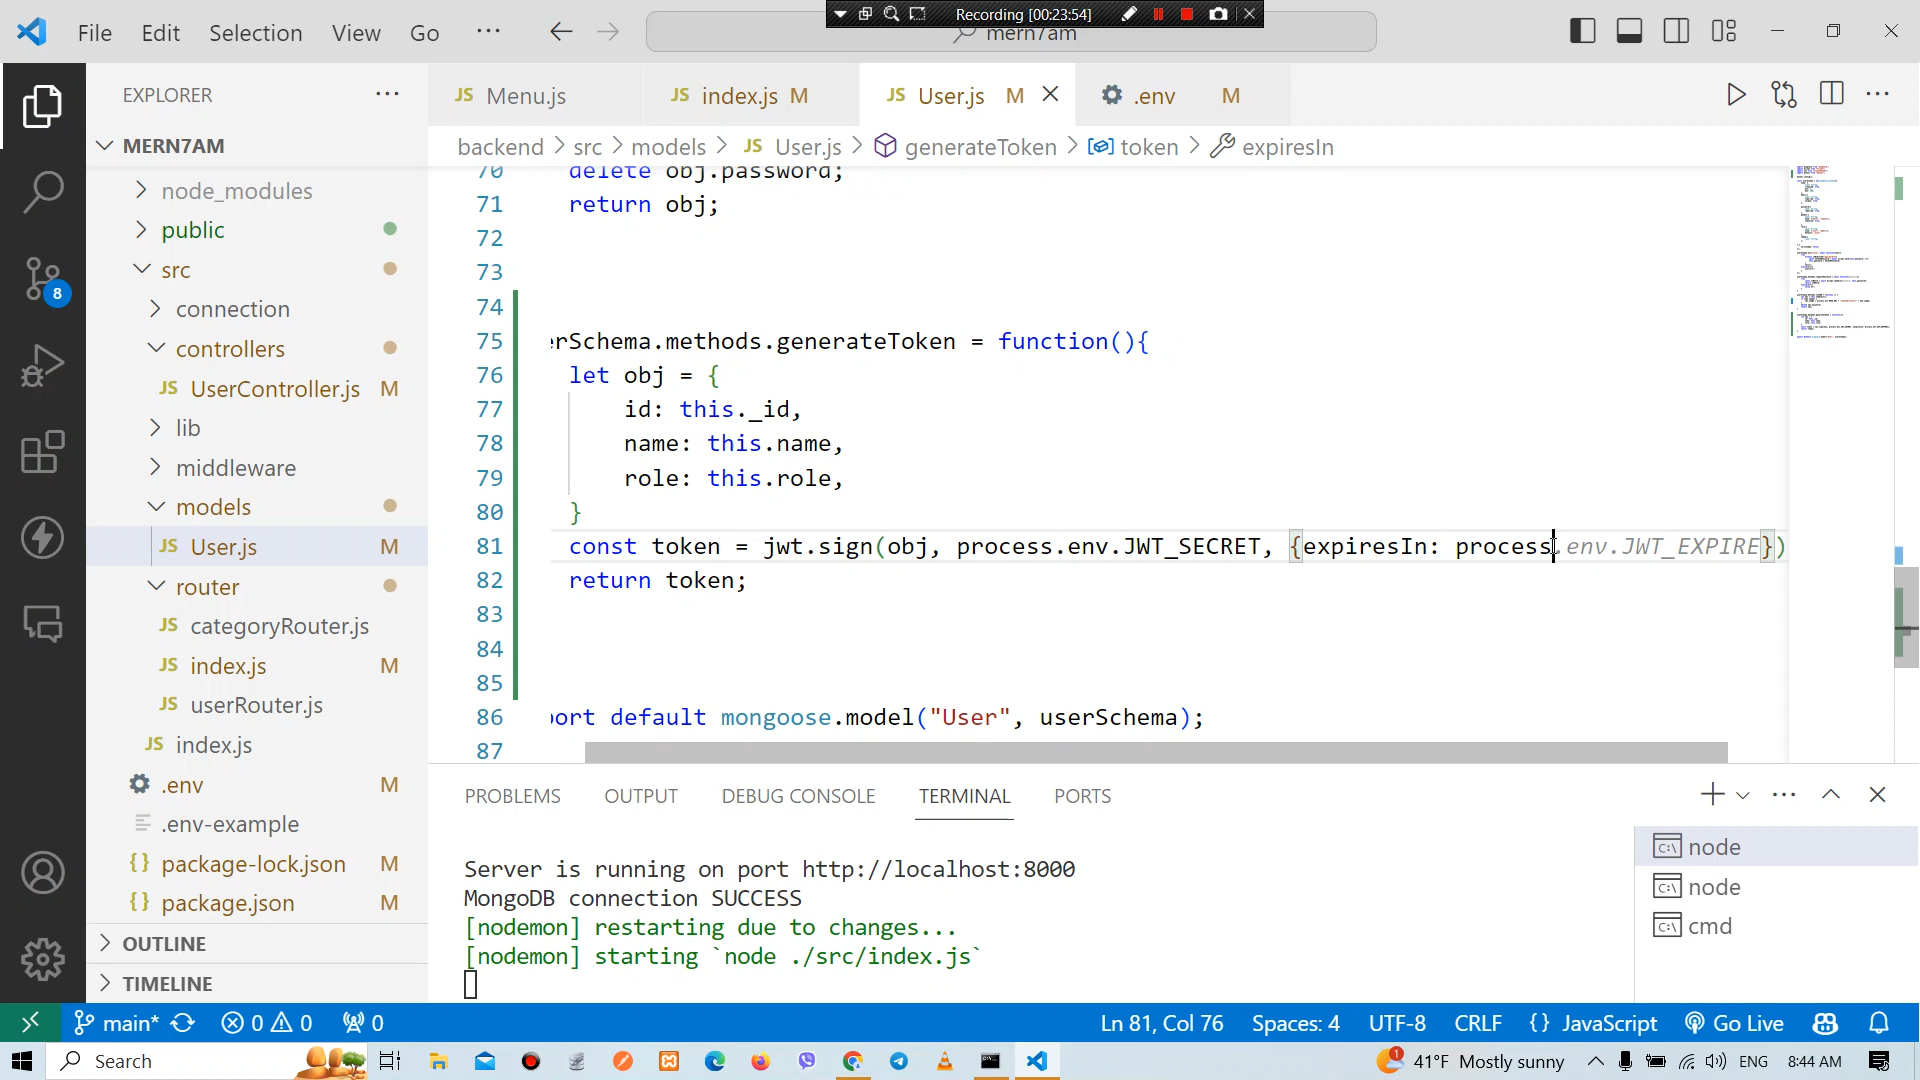 File Edit View Go ···
Recording [00:23:54]
mern7am
EXPLORER
MERN7AM
node_modules
public
src
connection
controllers
UserController.js M
lib
middleware
models
User.js M
router
categoryRouter.js
index.js M
userRouter.js
index.js
.env M
.env-example
package-lock.json M
package.json M
OUTLINE
TIMELINE
8
JS Menu.js
JS index.js M
JS User.js M
.env M
backend > src > models > JS User.js > generateToken > token > expiresIn
70 delete obj.password;
71 return obj;
72
73
74
75 erSchema.methods.generateToken = function(){
76 let obj = {
77 id: this._id,
78 name: this.name,
79 role: this.role,
80 }
81 const token = jwt.sign(obj, process.env.JWT_SECRET, {expiresIn: process.env.JWT_EXPIRE})
82 return token;
83
84
85
86 port default mongoose.model("User", userSchema);
87
PROBLEMS OUTPUT DEBUG CONSOLE TERMINAL PORTS
Server is running on port http://localhost:8000
MongoDB connection SUCCESS
[nodemon] restarting due to changes...
[nodemon] starting `node ./src/index.js`
node
node
cmd
main* 0 0 0
Ln 81, Col 76 Spaces: 4 UTF-8 CRLF {} JavaScript Go Live
Search
1 41°F Mostly sunny ENG 8:44 AM